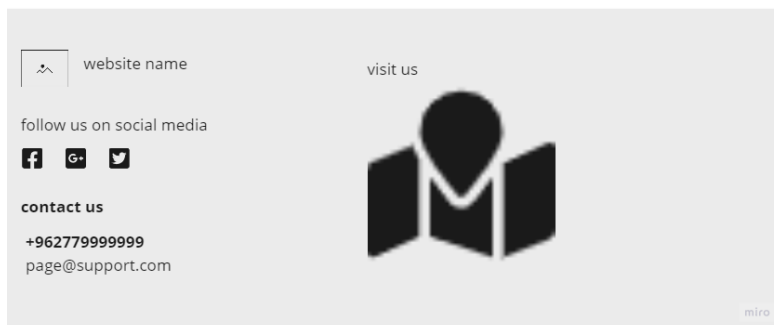 website name
follow us on social media
G+
contact us
+962779999999
page@support.com
visit us
miro